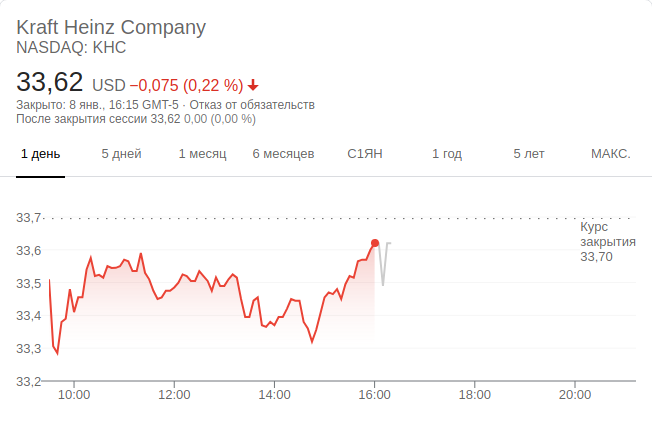 Kraft Heinz Company
NASDAQ: KHC
33,62 USD −0,075 (0,22 %)
Закрыто: 8 янв., 16:15 GMT-5 · Отказ от обязательств
После закрытия сессии 33,62 0,00 (0,00 %)
1 день 5 дней 1 месяц 6 месяцев С1ЯН 1 год 5 лет МАКС.
33,7
Курс
закрытия
33,70
33,6
33,5
33,4
33,3
33,2
10:00 12:00 14:00 16:00 18:00 20:00